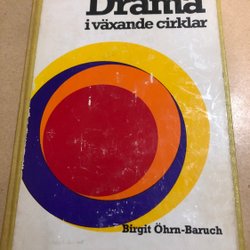 Drama
i växande cirklar
Birgit Öhrn-Baruch